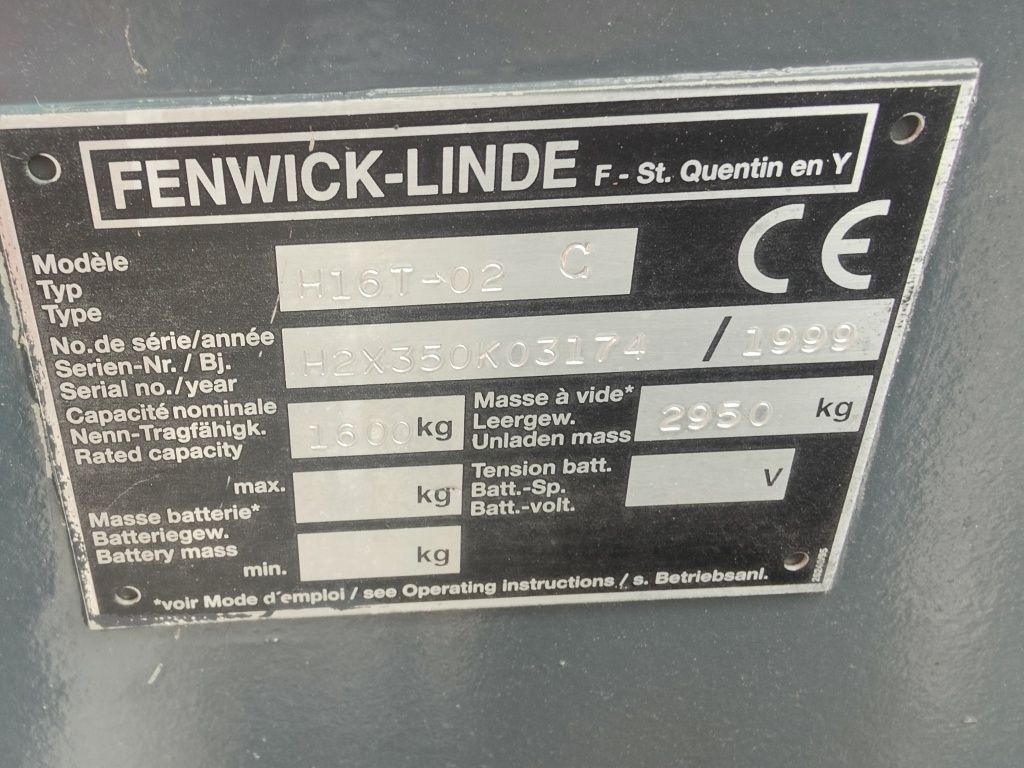 FENWICK-LINDE F - St. Quentin en Y
CE
Modèle
Typ
Type
H16T-02 C
No.de série/année
Serien-Nr. / Bj.
Serial no./year
H2X350K03174 / 1999
Capacité nominale
Nenn-Tragfähigk.
Rated capacity
1600 kg
Masse à vide*
Leergew.
Unladen mass
2950 kg
Masse batterie*
Batteriegew.
Battery mass
max. kg
min. kg
Tension batt.
Batt.-Sp.
Batt.-volt.
V
*voir Mode d'emploi / see Operating instructions / s. Betriebsanl.